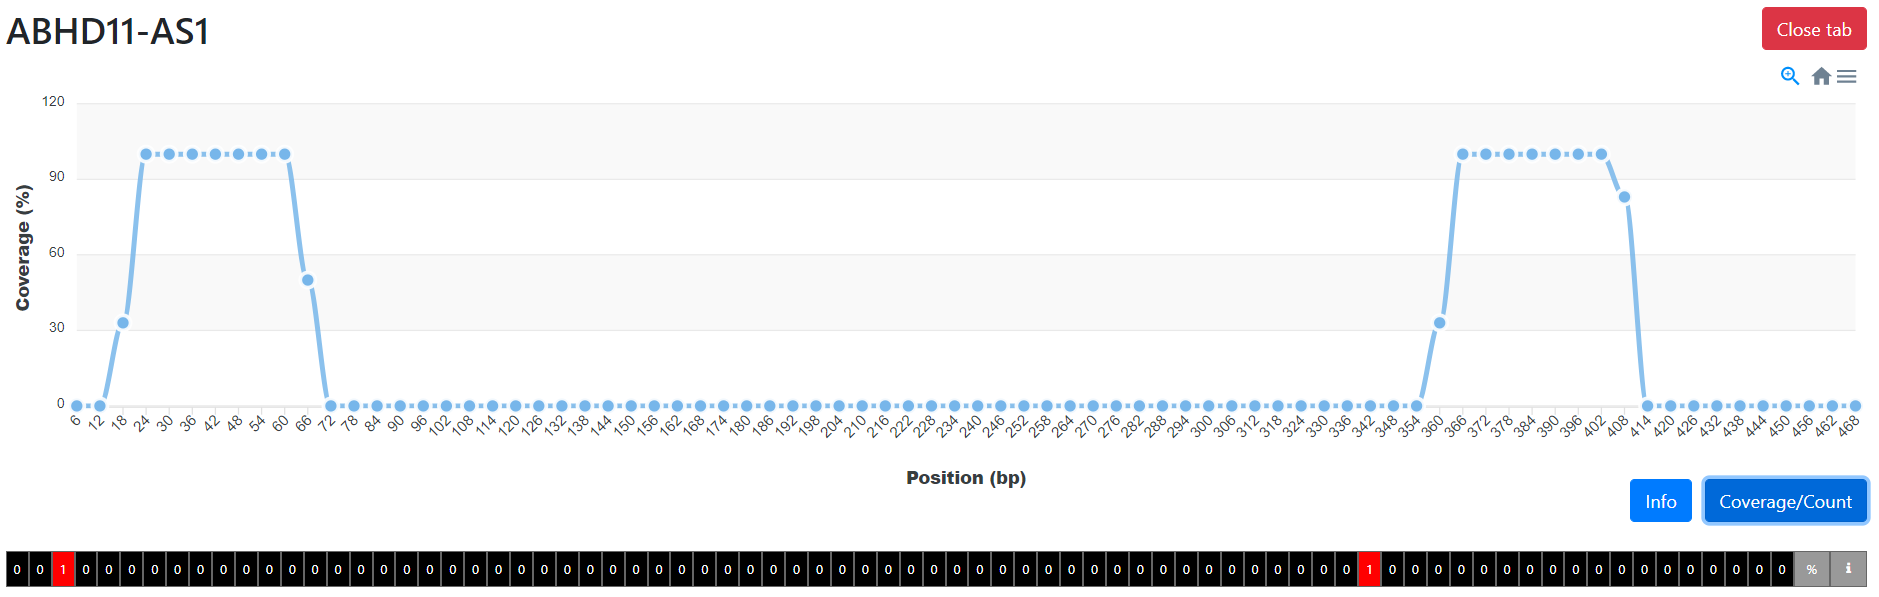 ABHD11-AS1
Close tab
120
90
60
30
0
Coverage (%)
6 12 18 24 30 36 42 48 54 60 66 72 78 84 90 96 102 108 114 120 126 132 138 144 150 156 162 168 174 180 186 192 198 204 210 216 222 228 234 240 246 252 258 264 270 276 282 288 294 300 306 312 318 324 330 336 342 348 354 360 366 372 378 384 390 396 402 408 414 420 426 432 438 444 450 456 462 468
Position (bp)
Info Coverage/Count
0 0 1 0 0 0 0 0 0 0 0 0 0 0 0 0 0 0 0 0 0 0 0 0 0 0 0 0 0 0 0 0 0 0 0 0 0 0 0 0 0 0 0 0 0 0 0 0 0 0 0 0 0 0 0 0 0 0 0 1 0 0 0 0 0 0 0 0 0 0 0 0 0 0 0 0 0 0 % i